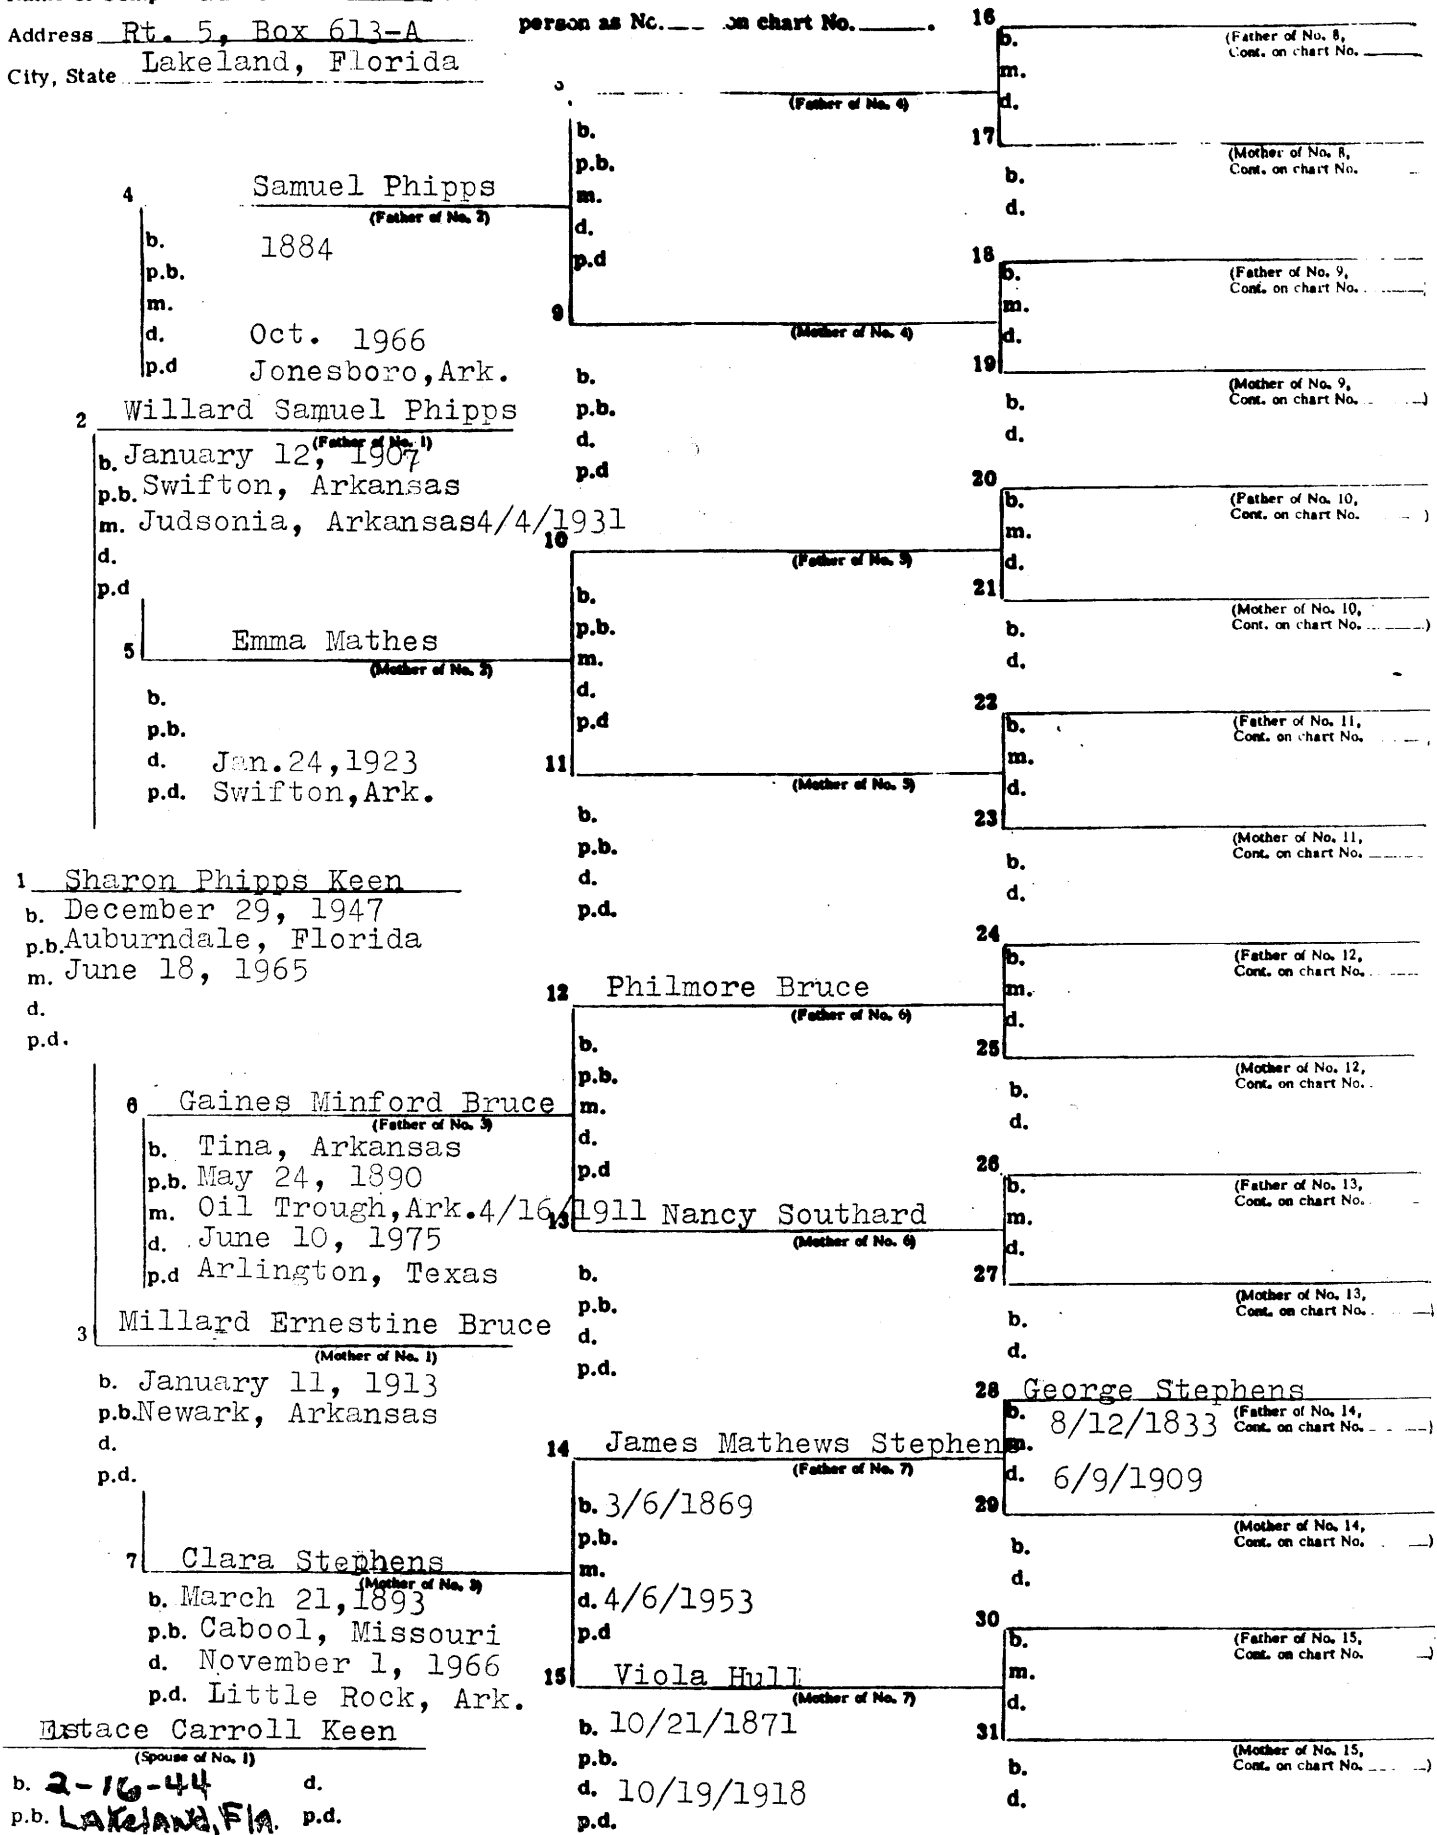 Address Rt. 5, Box 613-A
City, State Lakeland, Florida
person as No. on chart No. .
4 Samuel Phipps
(Father of No. 2)
b. 1884
p.b.
m.
d. Oct. 1966
p.d Jonesboro,Ark.
2 Willard Samuel Phipps
(Father of No. 1)
b. January 12, 1907
p.b. Swifton, Arkansas
m. Judsonia, Arkansas4/4/1931
d.
p.d
5 Emma Mathes
(Mother of No. 2)
b.
p.b.
d. Jan.24,1923
p.d. Swifton,Ark.
1 Sharon Phipps Keen
b. December 29, 1947
p.b. Auburndale, Florida
m. June 18, 1965
d.
p.d.
6 Gaines Minford Bruce
(Father of No. 3)
b. Tina, Arkansas
p.b. May 24, 1890
m. Oil Trough,Ark.4/16/1911
d. June 10, 1975
p.d Arlington, Texas
3 Millard Ernestine Bruce
(Mother of No. 1)
b. January 11, 1913
p.b. Newark, Arkansas
d.
p.d.
7 Clara Stephens
(Mother of No. 3)
b. March 21,1893
p.b. Cabool, Missouri
d. November 1, 1966
p.d. Little Rock, Ark.
Eustace Carroll Keen
(Spouse of No. 1)
b. 2-16-44 d.
p.b. Lakeland, Fla. p.d.
(Father of No. 4)
b.
p.b.
m.
d.
p.d
9
(Mother of No. 4)
b.
p.b.
d.
p.d
10
(Father of No. 5)
b.
p.b.
m.
d.
p.d
11
(Mother of No. 5)
b.
p.b.
d.
p.d.
12 Philmore Bruce
(Father of No. 6)
b.
p.b.
m.
d.
p.d
13 Nancy Southard
(Mother of No. 6)
b.
p.b.
d.
p.d.
14 James Mathews Stephens
(Father of No. 7)
b. 3/6/1869
p.b.
m.
d. 4/6/1953
p.d
15 Viola Hull
(Mother of No. 7)
b. 10/21/1871
p.b.
d. 10/19/1918
p.d.
16
b. (Father of No. 8,
Cont. on chart No.
m.
d.
17
(Mother of No. 8,
Cont. on chart No.
b.
d.
18
b. (Father of No. 9,
Cont. on chart No.
m.
d.
19
(Mother of No. 9,
Cont. on chart No. )
b.
d.
20
b. (Father of No. 10,
Cont. on chart No. )
m.
d.
21
(Mother of No. 10,
Cont. on chart No. )
b.
d.
22
b. (Father of No. 11,
Cont. on chart No.
m.
d.
23
(Mother of No. 11,
Cont. on chart No.
b.
d.
24
b. (Father of No. 12,
Cont. on chart No.
m.
d.
25
(Mother of No. 12,
Cont. on chart No.
b.
d.
26
b. (Father of No. 13,
Cont. on chart No.
m.
d.
27
(Mother of No. 13,
Cont. on chart No. )
b.
d.
28 George Stephens
b. 8/12/1833 (Father of No. 14,
Cont. on chart No. )
m.
d. 6/9/1909
29
(Mother of No. 14,
Cont. on chart No. )
b.
d.
30
b. (Father of No. 15,
Cont. on chart No. )
m.
d.
31
(Mother of No. 15,
Cont. on chart No. )
b.
d.